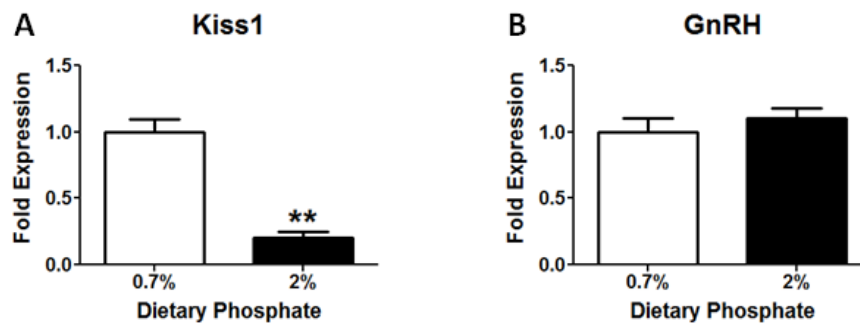 A
Kiss1
Fold Expression
1.5
1.0
0.5
0.0
**
0.7%
2%
Dietary Phosphate
B
GnRH
Fold Expression
1.5
1.0
0.5
0.0
0.7%
2%
Dietary Phosphate